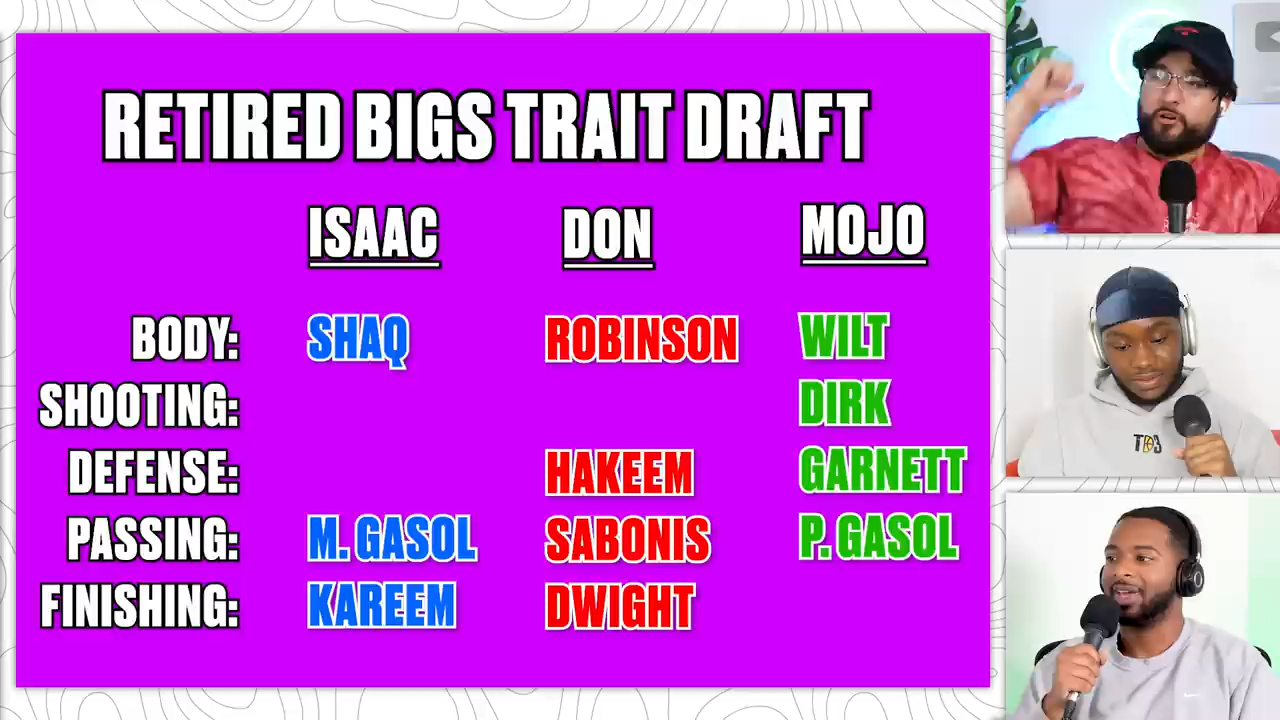 RETIRED BIGS TRAIT DRAFT
ISAAC DON MOJO
BODY: SHAQ ROBINSON WILT
SHOOTING: DIRK
DEFENSE: HAKEEM GARNETT
PASSING: M. GASOL SABONIS P. GASOL
FINISHING: KAREEM DWIGHT